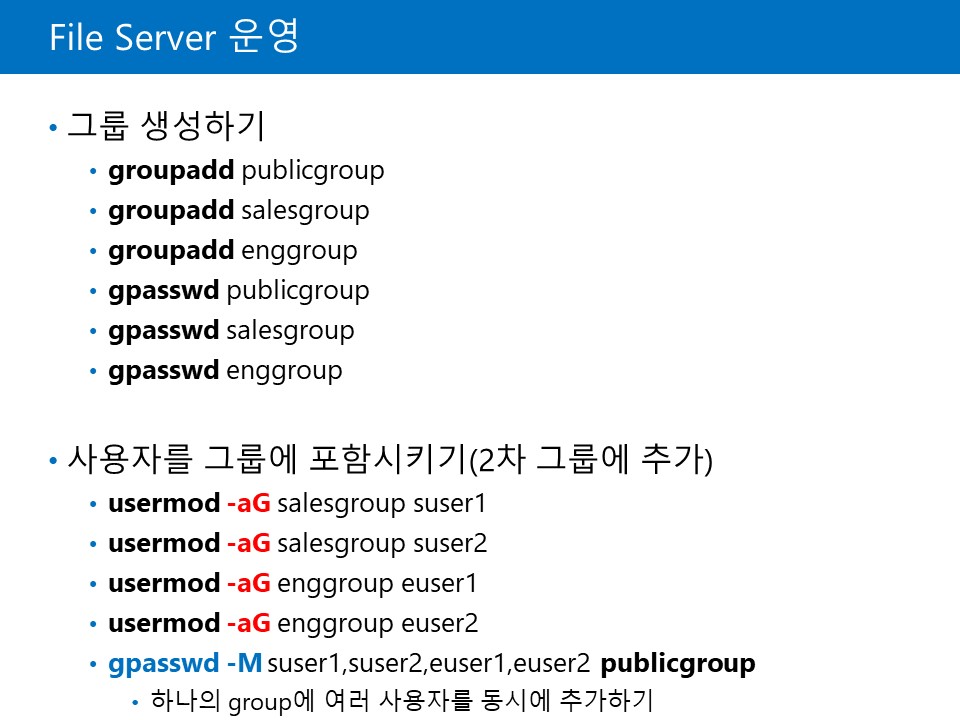 File Server 운영
• 그룹 생성하기
• groupadd publicgroup
• groupadd salesgroup
• groupadd enggroup
• gpasswd publicgroup
• gpasswd salesgroup
• gpasswd enggroup
• 사용자를 그룹에 포함시키기(2차 그룹에 추가)
• usermod -aG salesgroup suser1
• usermod -aG salesgroup suser2
• usermod -aG enggroup euser1
• usermod -aG enggroup euser2
• gpasswd -M suser1,suser2,euser1,euser2 publicgroup
• 하나의 group에 여러 사용자를 동시에 추가하기